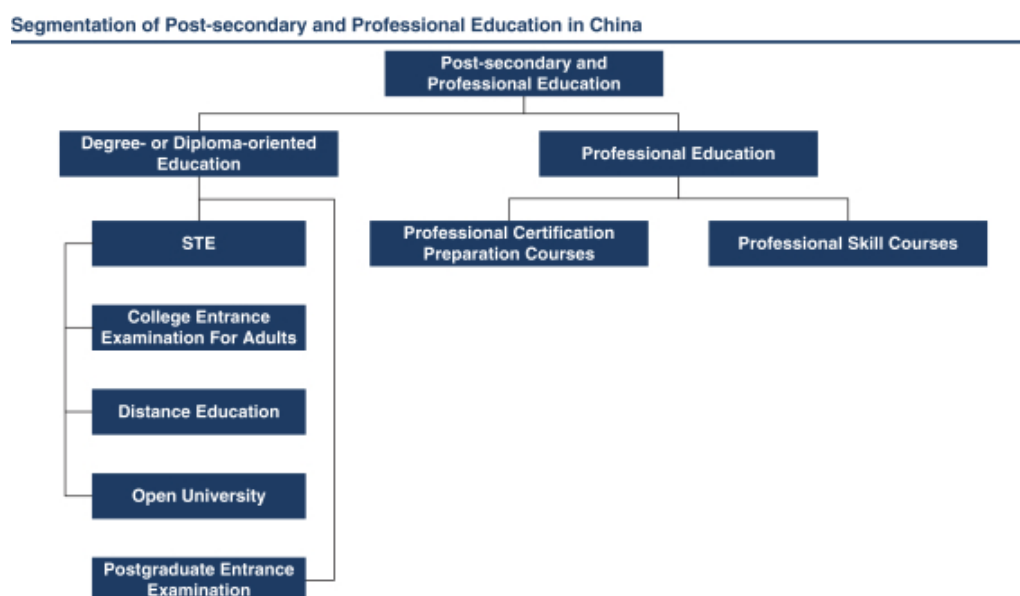 Segmentation of Post-secondary and Professional Education in China
Post-secondary and
Professional Education
Degree- or Diploma-oriented
Education
Professional Education
STE
Professional Certification
Preparation Courses
Professional Skill Courses
College Entrance
Examination For Adults
Distance Education
Open University
Postgraduate Entrance
Examination